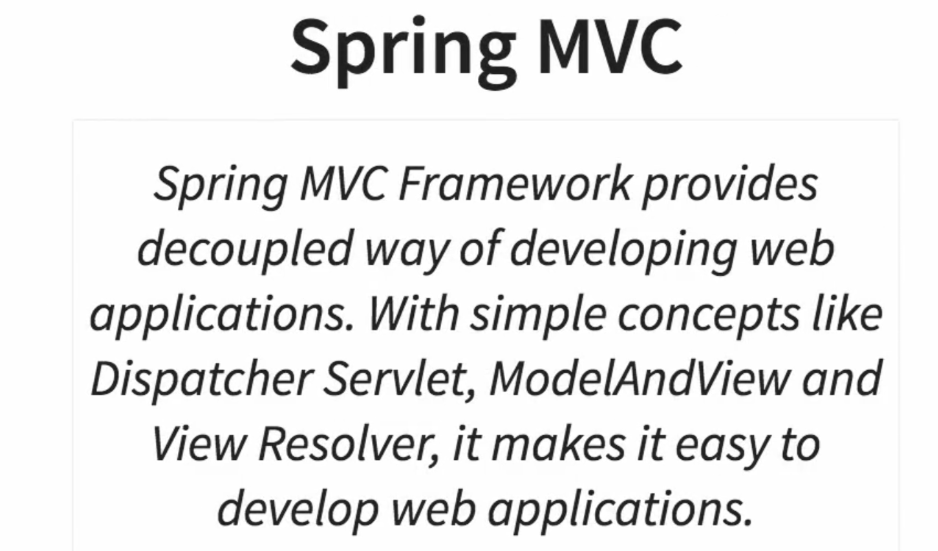 Spring MVC
Spring MVC Framework provides
decoupled way of developing web
applications. With simple concepts like
Dispatcher Servlet, ModelAndView and
View Resolver, it makes it easy to
develop web applications.